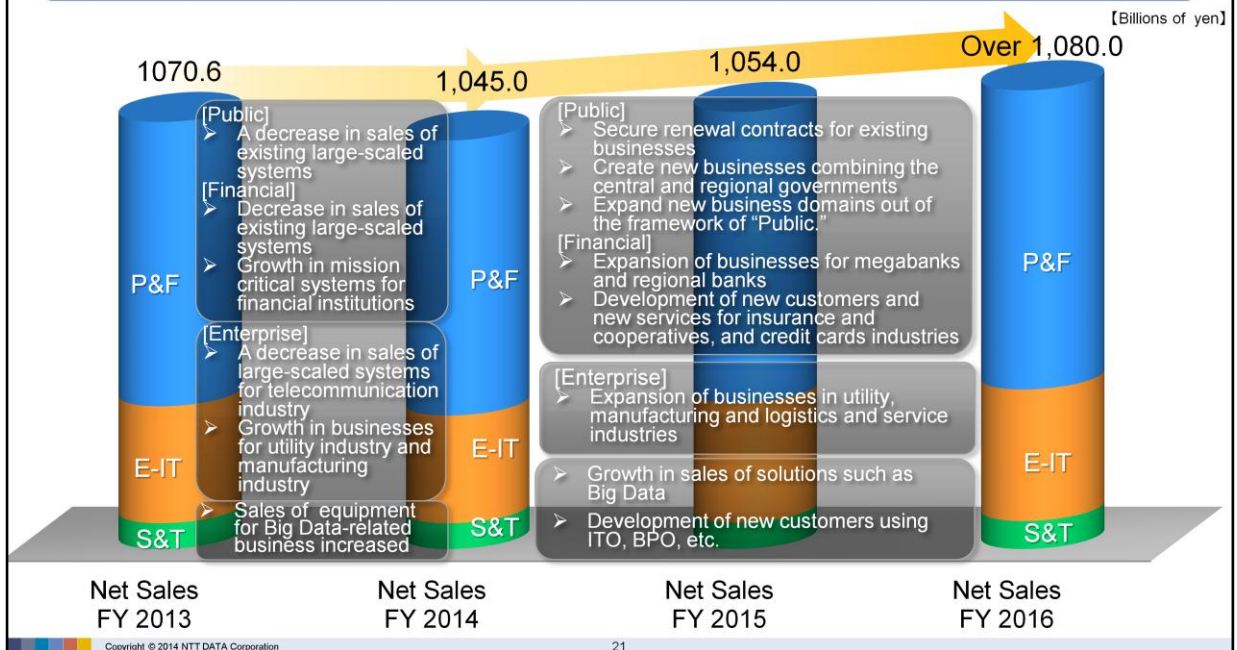 【Billions of yen】
1070.6
1,045.0
1,054.0
Over 1,080.0
[Public]
➢ A decrease in sales of
existing large-scaled
systems
[Financial]
➢ Decrease in sales of
existing large-scaled
systems
➢ Growth in mission
critical systems for
financial institutions
[Enterprise]
➢ A decrease in sales of
large-scaled systems
for telecommunication
industry
➢ Growth in businesses
for utility industry and
manufacturing
industry
➢ Sales of equipment
for Big Data-related
business increased
[Public]
➢ Secure renewal contracts for existing
businesses
➢ Create new businesses combining the
central and regional governments
➢ Expand new business domains out of
the framework of “Public.”
[Financial]
➢ Expansion of businesses for megabanks
and regional banks
➢ Development of new customers and
new services for insurance and
cooperatives, and credit cards industries
[Enterprise]
➢ Expansion of businesses in utility,
manufacturing and logistics and service
industries
➢ Growth in sales of solutions such as
Big Data
➢ Development of new customers using
ITO, BPO, etc.
P&F
E-IT
S&T
P&F
E-IT
S&T
P&F
E-IT
S&T
Net Sales
FY 2013
Net Sales
FY 2014
Net Sales
FY 2015
Net Sales
FY 2016
Copyright © 2014 NTT DATA Corporation
21